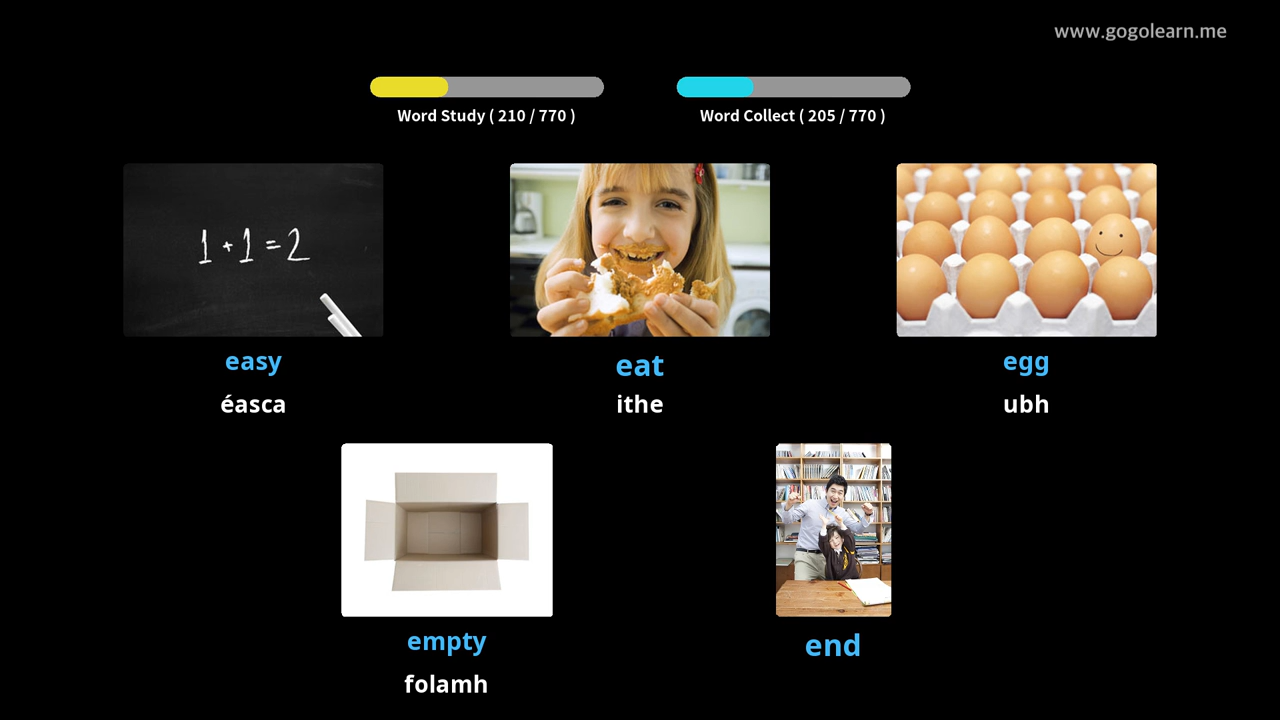 www.gogolearn.me
Word Study ( 210 / 770 )
Word Collect ( 205 / 770 )
1 + 1 = 2
easy
eat
egg
éasca
ithe
ubh
empty
end
folamh